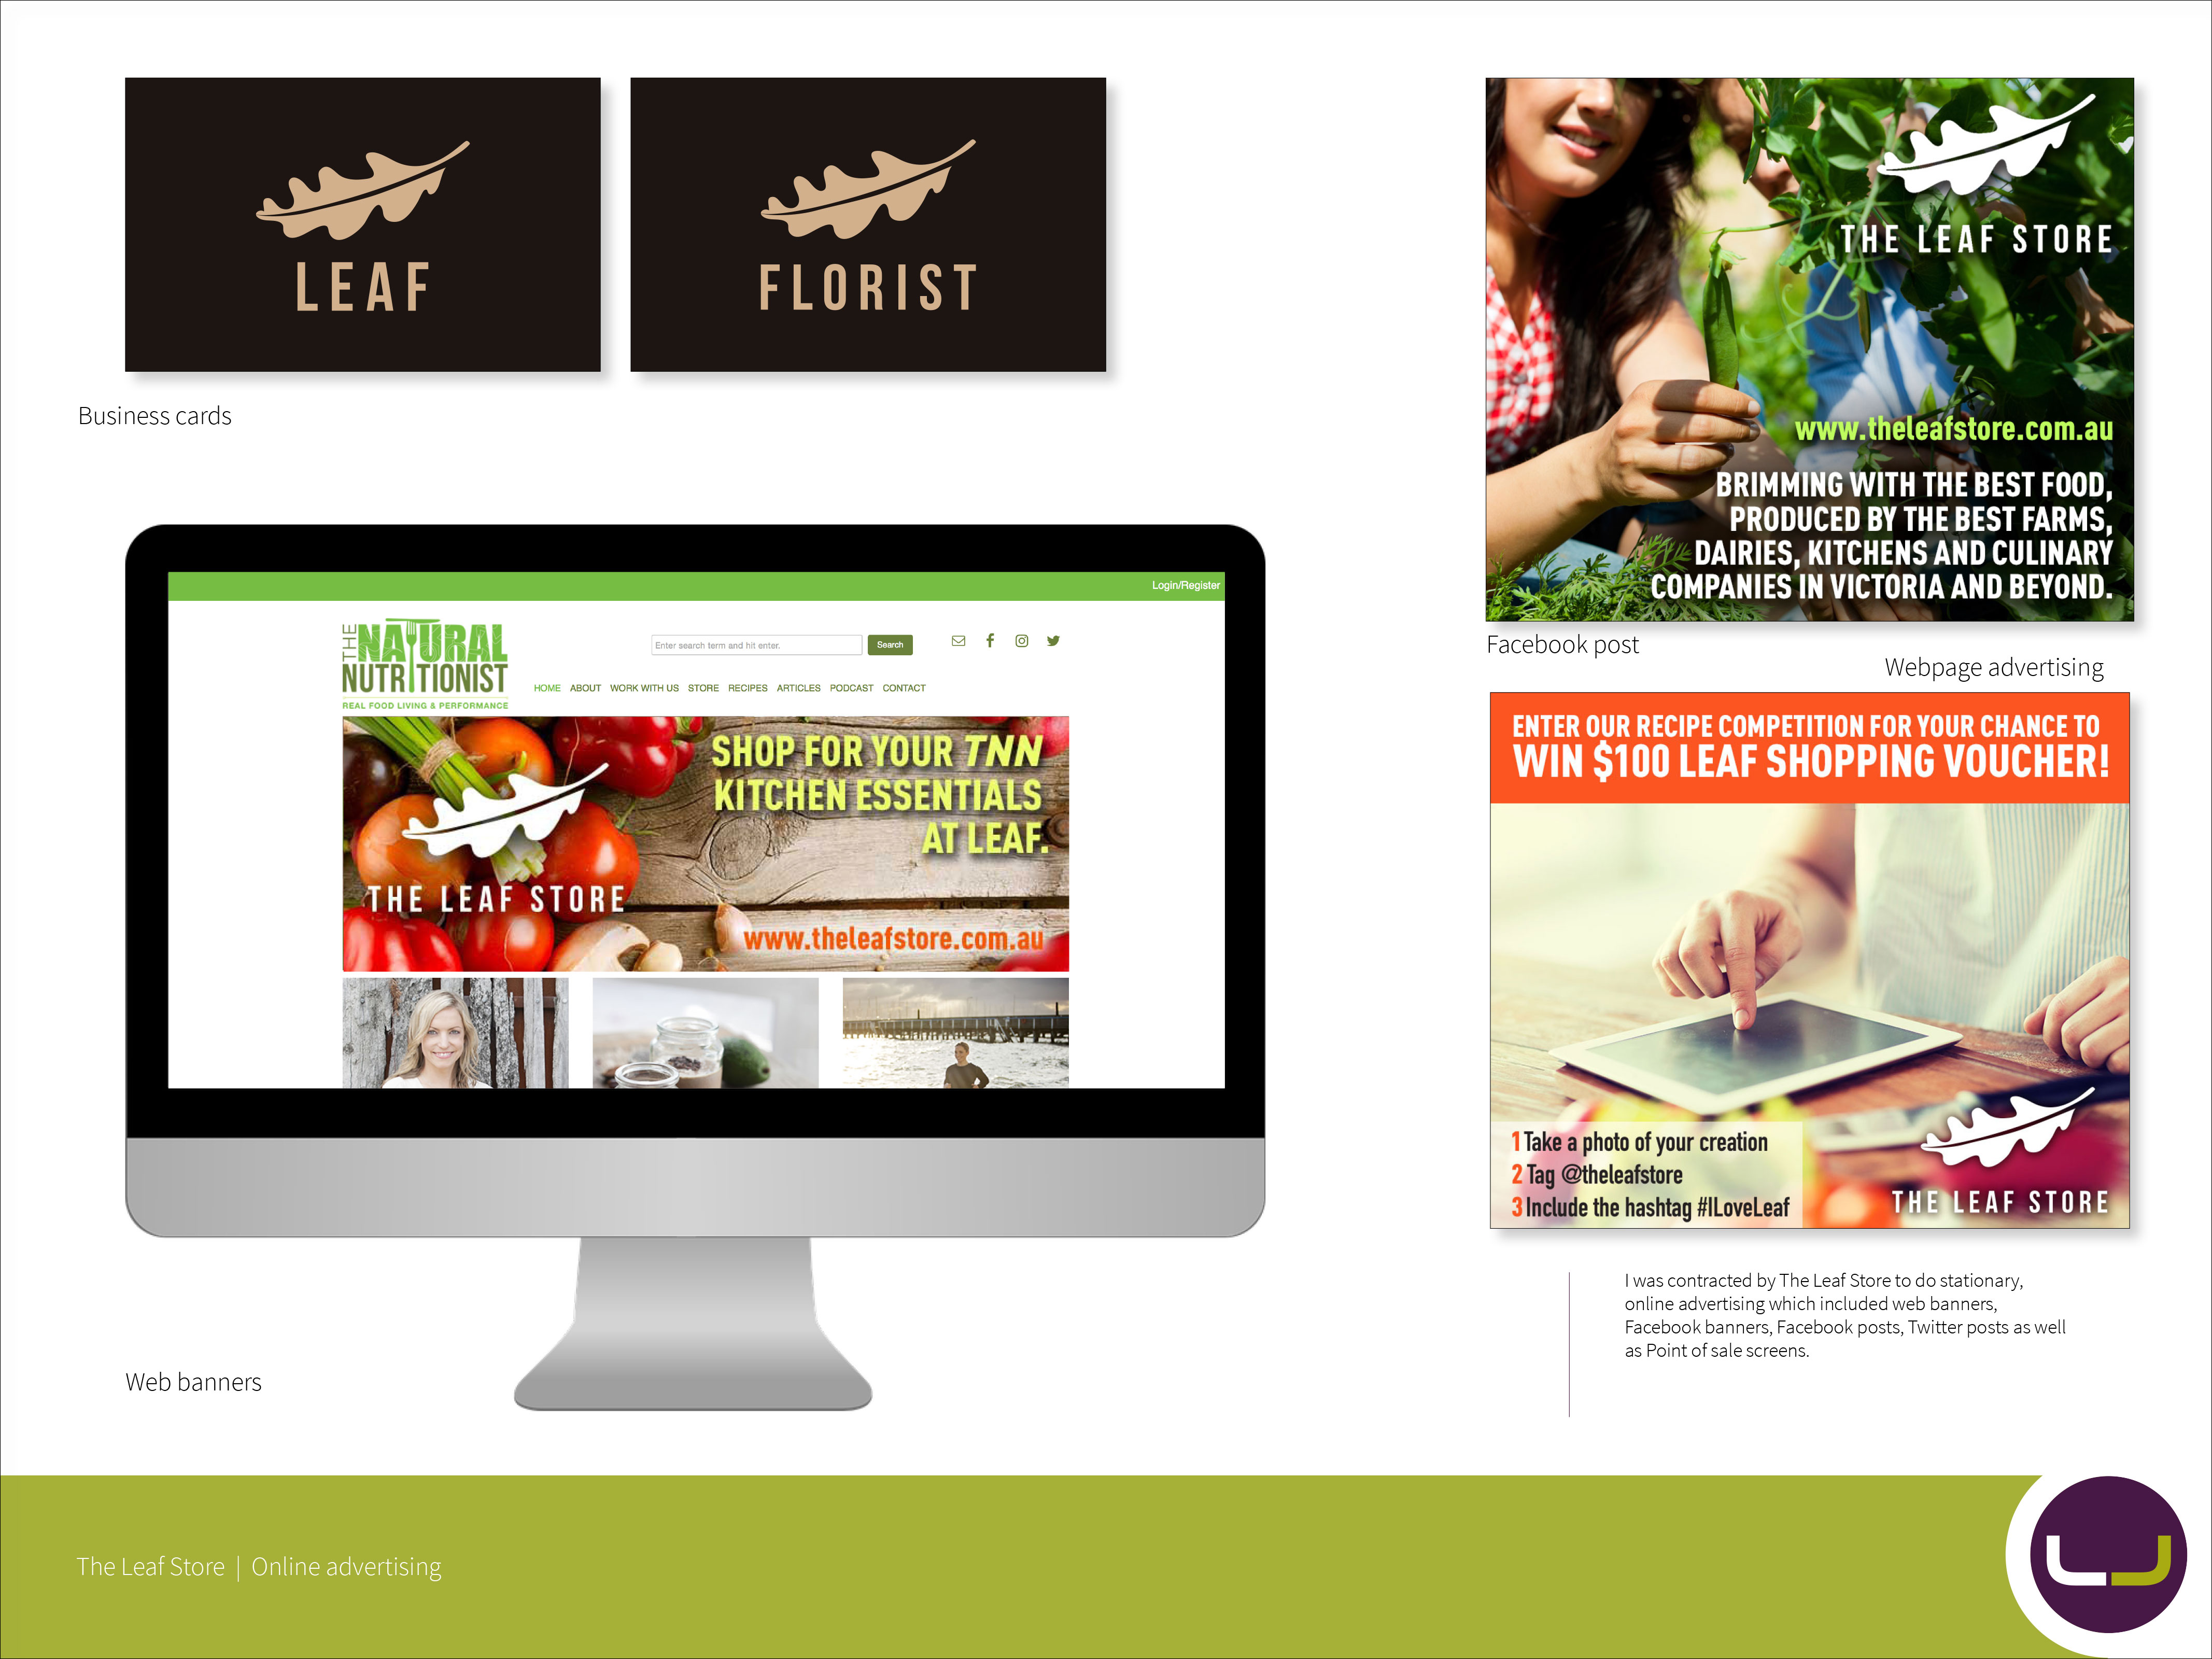 LEAF
FLORIST
Business cards
THE LEAF STORE
www.theleafstore.com.au
BRIMMING WITH THE BEST FOOD,
PRODUCED BY THE BEST FARMS,
DAIRIES, KITCHENS AND CULINARY
COMPANIES IN VICTORIA AND BEYOND.
Facebook post
Login/Register
THE
NATURAL
NUTRITIONIST
REAL FOOD LIVING & PERFORMANCE
Enter search term and hit enter.
Search
HOME ABOUT WORK WITH US STORE RECIPES ARTICLES PODCAST CONTACT
SHOP FOR YOUR TNN
KITCHEN ESSENTIALS
AT LEAF.
THE LEAF STORE
www.theleafstore.com.au
Web banners
Webpage advertising
ENTER OUR RECIPE COMPETITION FOR YOUR CHANCE TO
WIN $100 LEAF SHOPPING VOUCHER!
1 Take a photo of your creation
2 Tag @theleafstore
3 Include the hashtag #ILoveLeaf
THE LEAF STORE
I was contracted by The Leaf Store to do stationary,
online advertising which included web banners,
Facebook banners, Facebook posts, Twitter posts as well
as Point of sale screens.
The Leaf Store | Online advertising